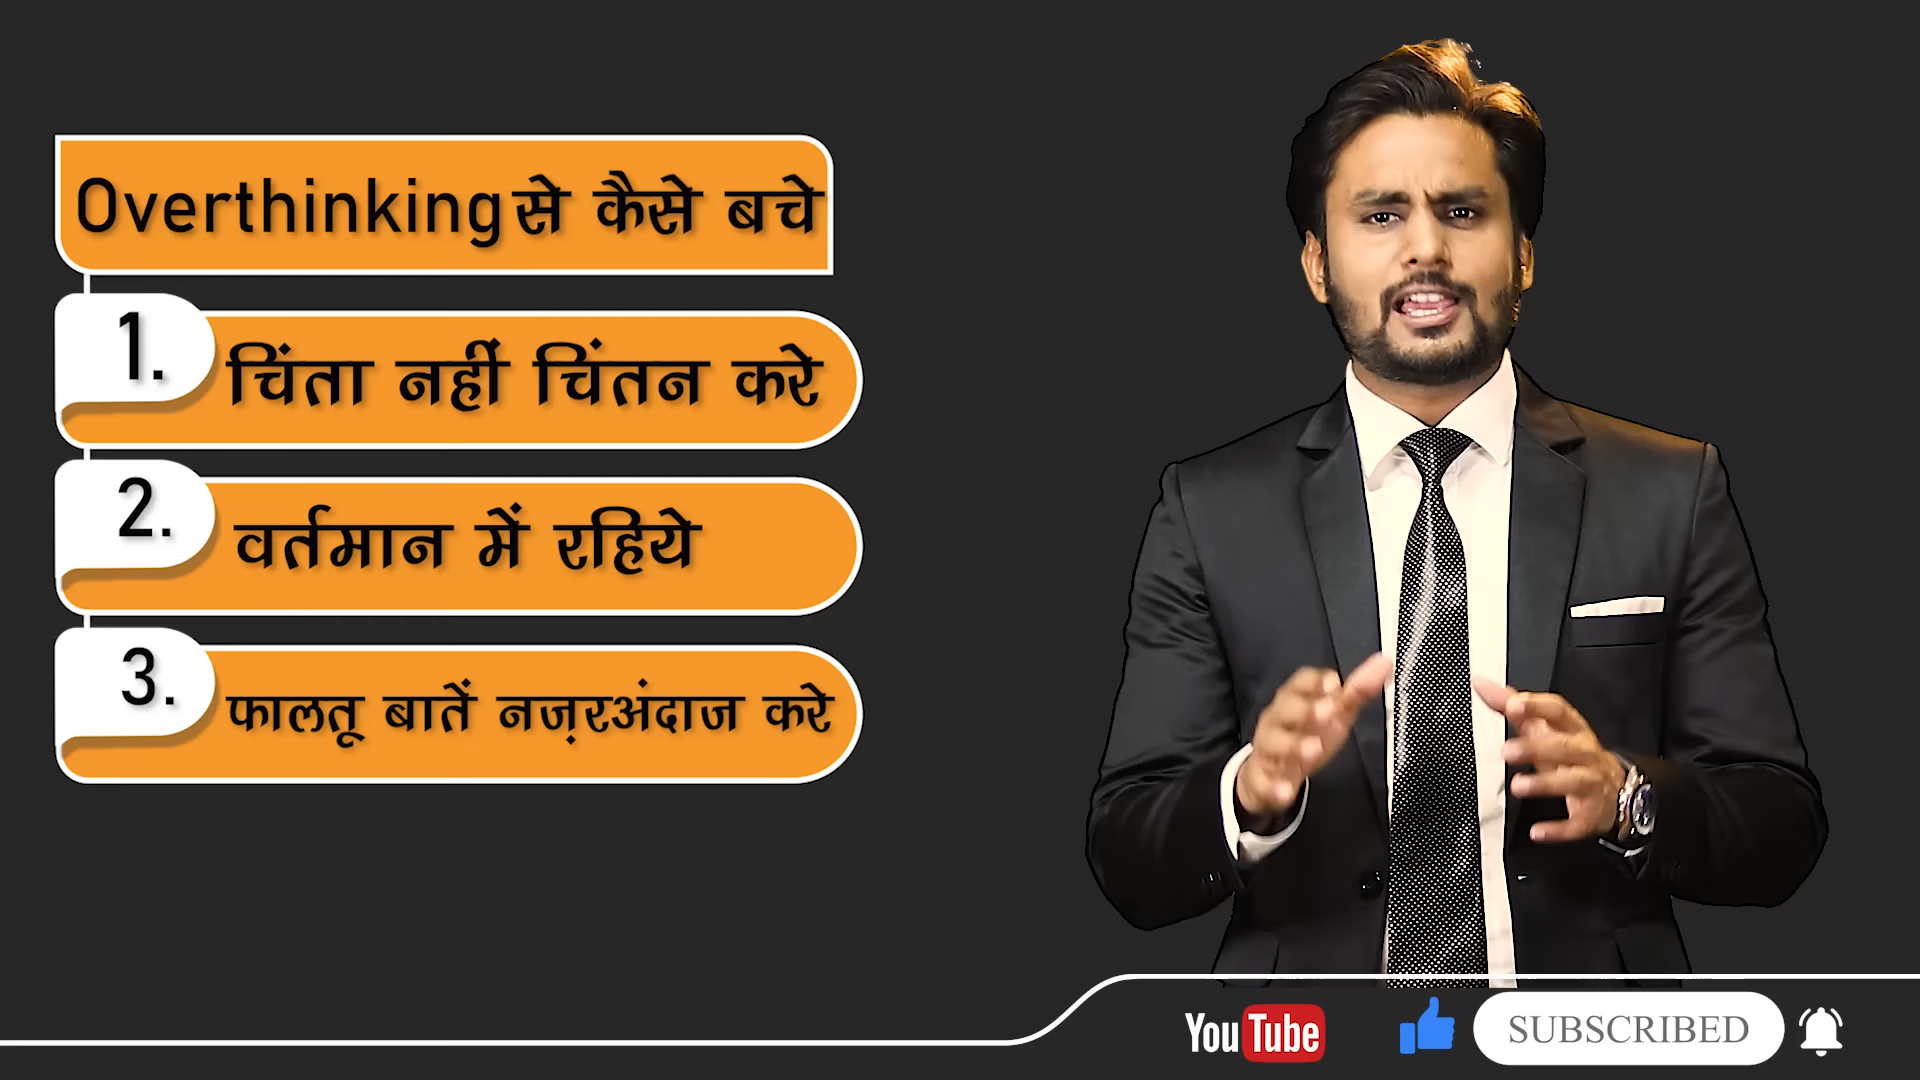 Overthinking से कैसे बचे
1. चिंता नहीं चिंतन करे
2. वर्तमान में रहिये
3. फालतू बातें नज़रअंदाज करे
YouTube SUBSCRIBED